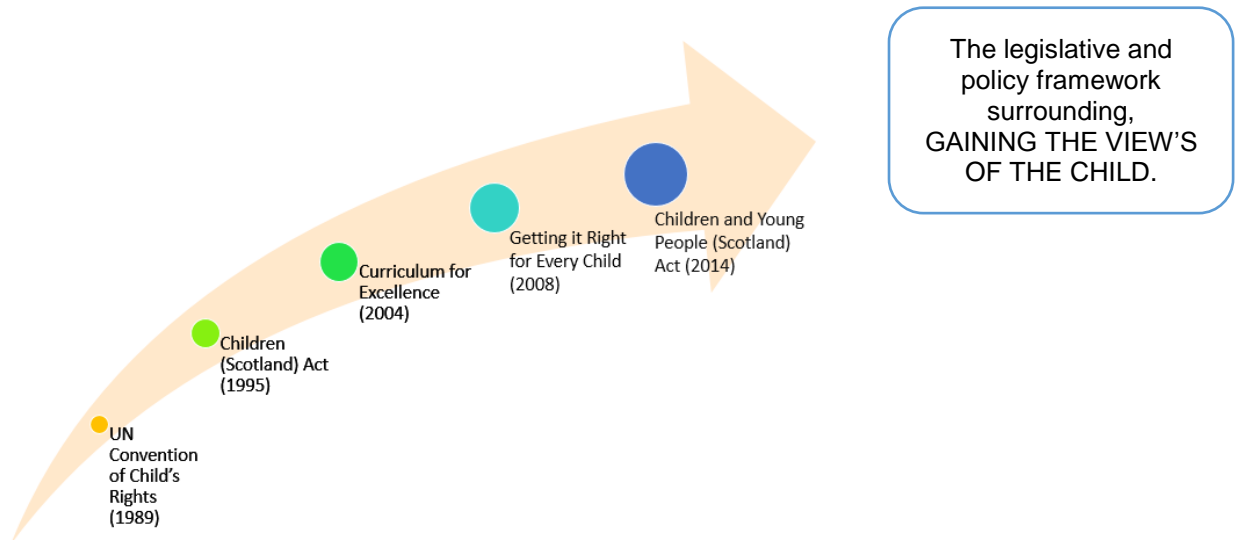 The legislative and
policy framework
surrounding,
GAINING THE VIEW'S
OF THE CHILD.
Children and Young
People (Scotland)
Act (2014)
Getting it Right
for Every Child
(2008)
Curriculum for
Excellence
(2004)
Children
(Scotland) Act
(1995)
UN
Convention
of Child's
Rights
(1989)